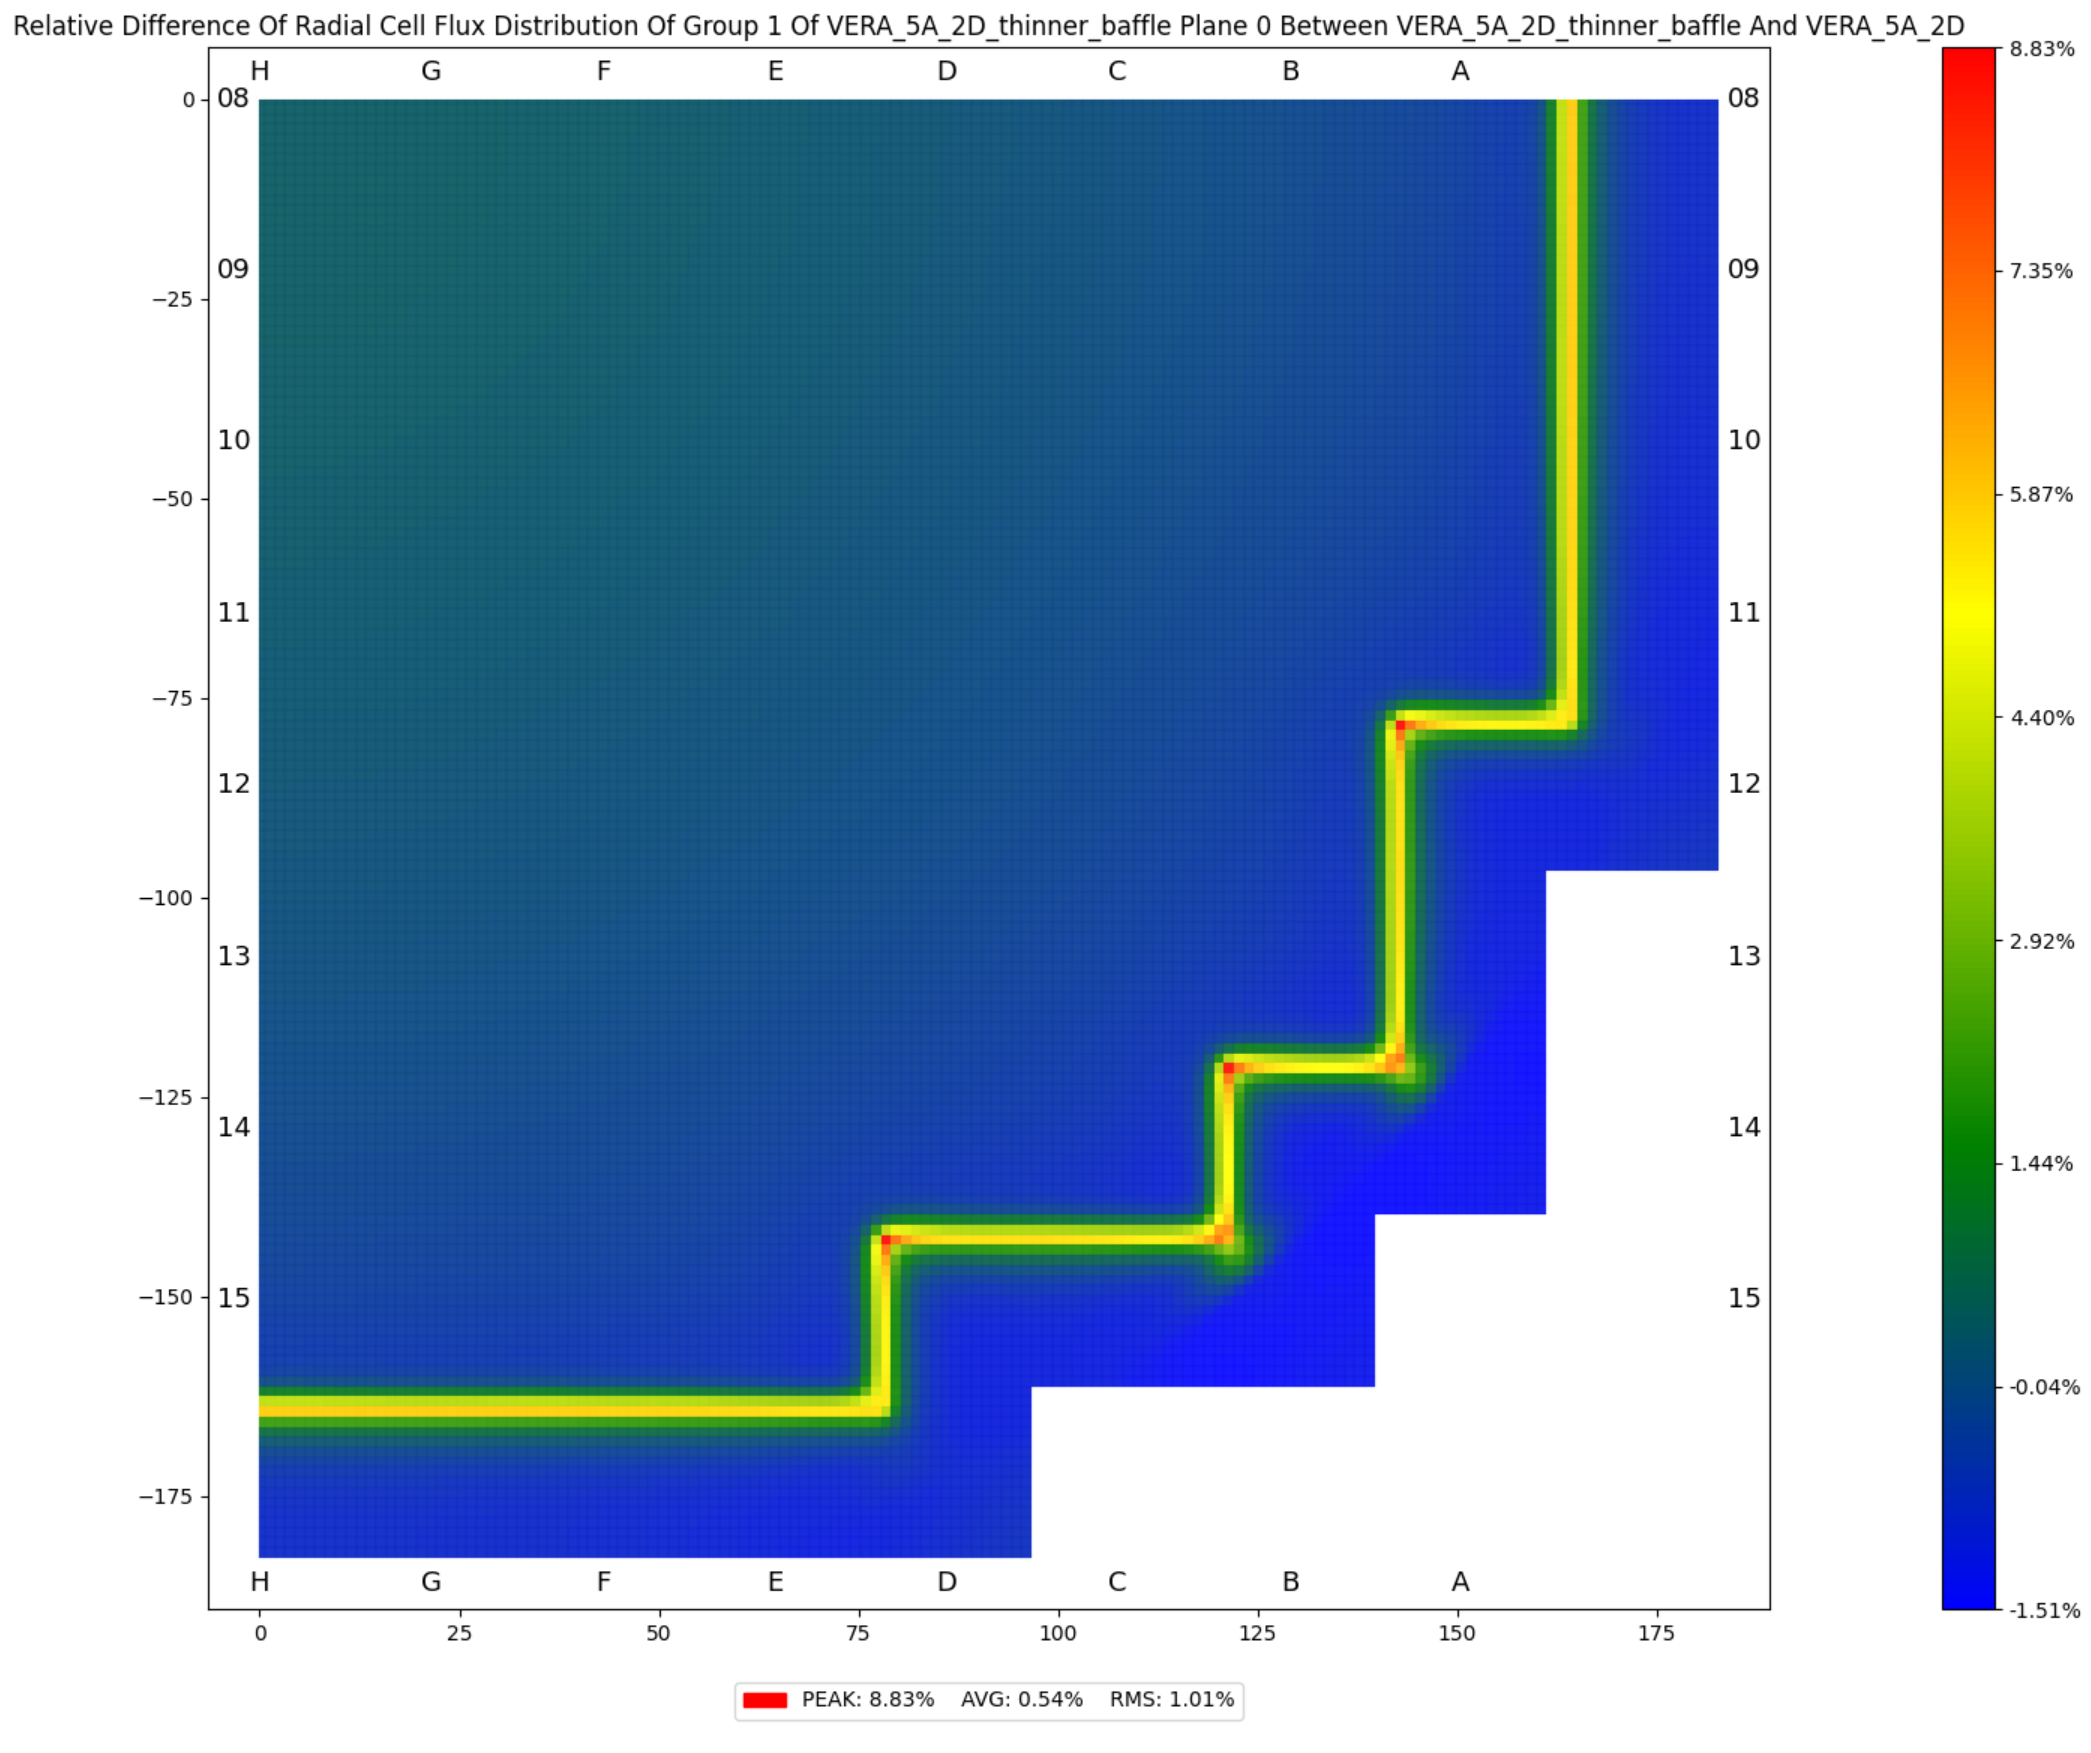 Relative Difference Of Radial Cell Flux Distribution Of Group 1 Of VERA_5A_2D_thinner_baffle Plane 0 Between VERA_5A_2D_thinner_baffle And VERA_5A_2D
H G F E D C B A
0 08 08
09 09
−25
10 10
−50
11 11
−75
12 12
−100
13 13
−125
14 14
−150 15 15
−175
H G F E D C B A
0 25 50 75 100 125 150 175
8.83%
7.35%
5.87%
4.40%
2.92%
1.44%
-0.04%
-1.51%
PEAK: 8.83% AVG: 0.54% RMS: 1.01%